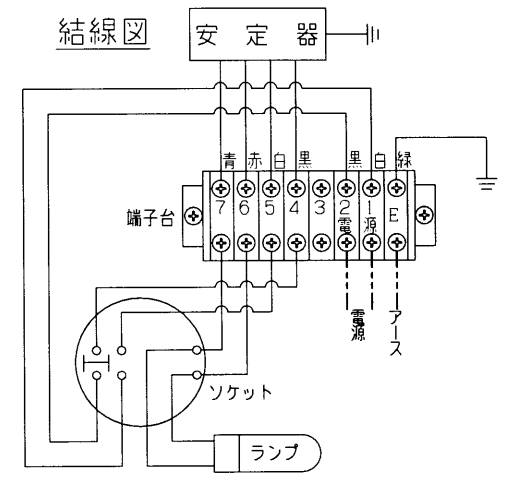 結線図
安定器
青赤白黒 黒白緑
端子台
7 6 5 4 3 2 1 E
電源
電源
アース
ソケット
ランプ